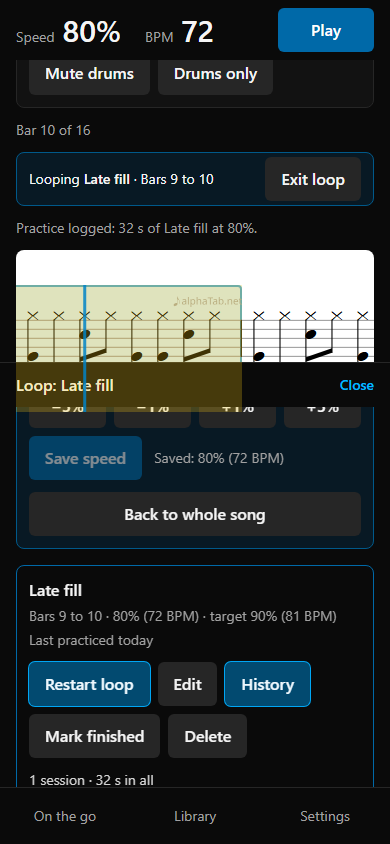 Speed 80% BPM 72 Play
Mute drums Drums only
Bar 10 of 16
Looping Late fill · Bars 9 to 10 Exit loop
Practice logged: 32 s of Late fill at 80%.
♪alphaTab.net
Loop: Late fill Close
−5% −1% +1% +5%
Save speed Saved: 80% (72 BPM)
Back to whole song
Late fill
Bars 9 to 10 · 80% (72 BPM) · target 90% (81 BPM)
Last practiced today
Restart loop Edit History
Mark finished Delete
1 session · 32 s in all
On the go Library Settings